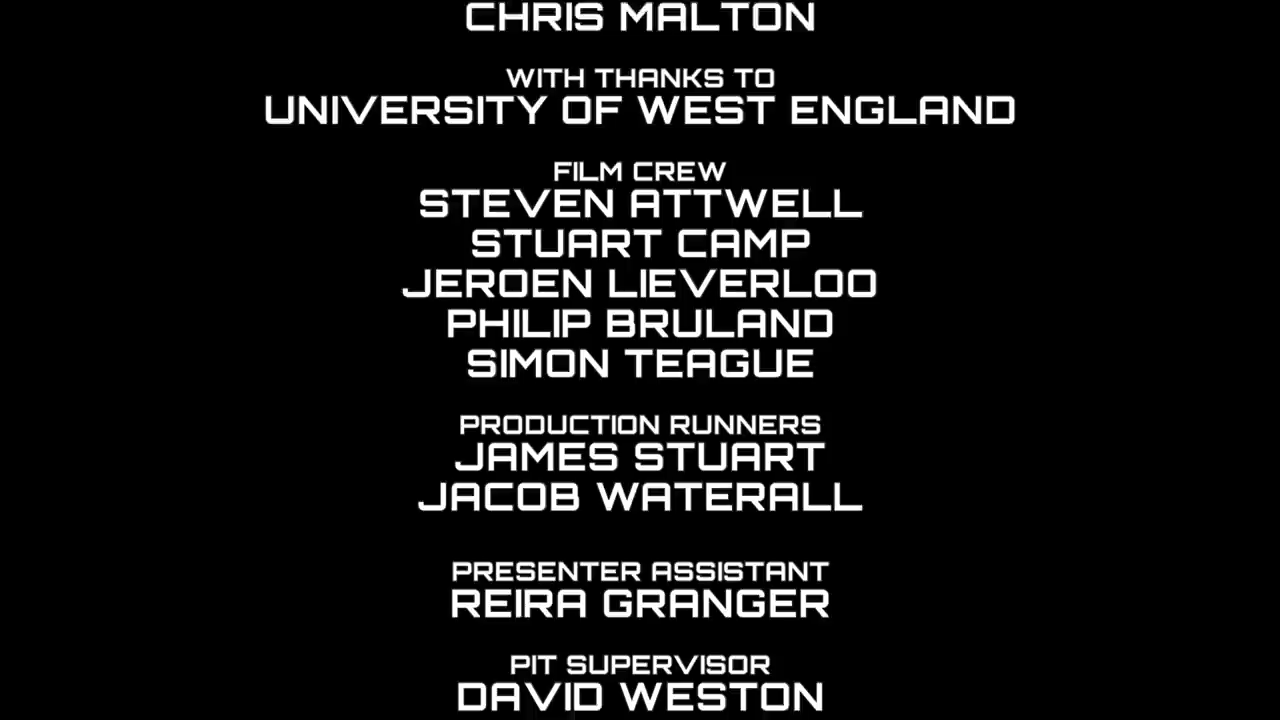 CHRIS MALTON
WITH THANKS TO
UNIVERSITY OF WEST ENGLAND
FILM CREW
STEVEN ATTWELL
STUART CAMP
JEROEN LIEVERLOO
PHILIP BRULAND
SIMON TEAGUE
PRODUCTION RUNNERS
JAMES STUART
JACOB WATERALL
PRESENTER ASSISTANT
REIRA GRANGER
PIT SUPERVISOR
DAVID WESTON